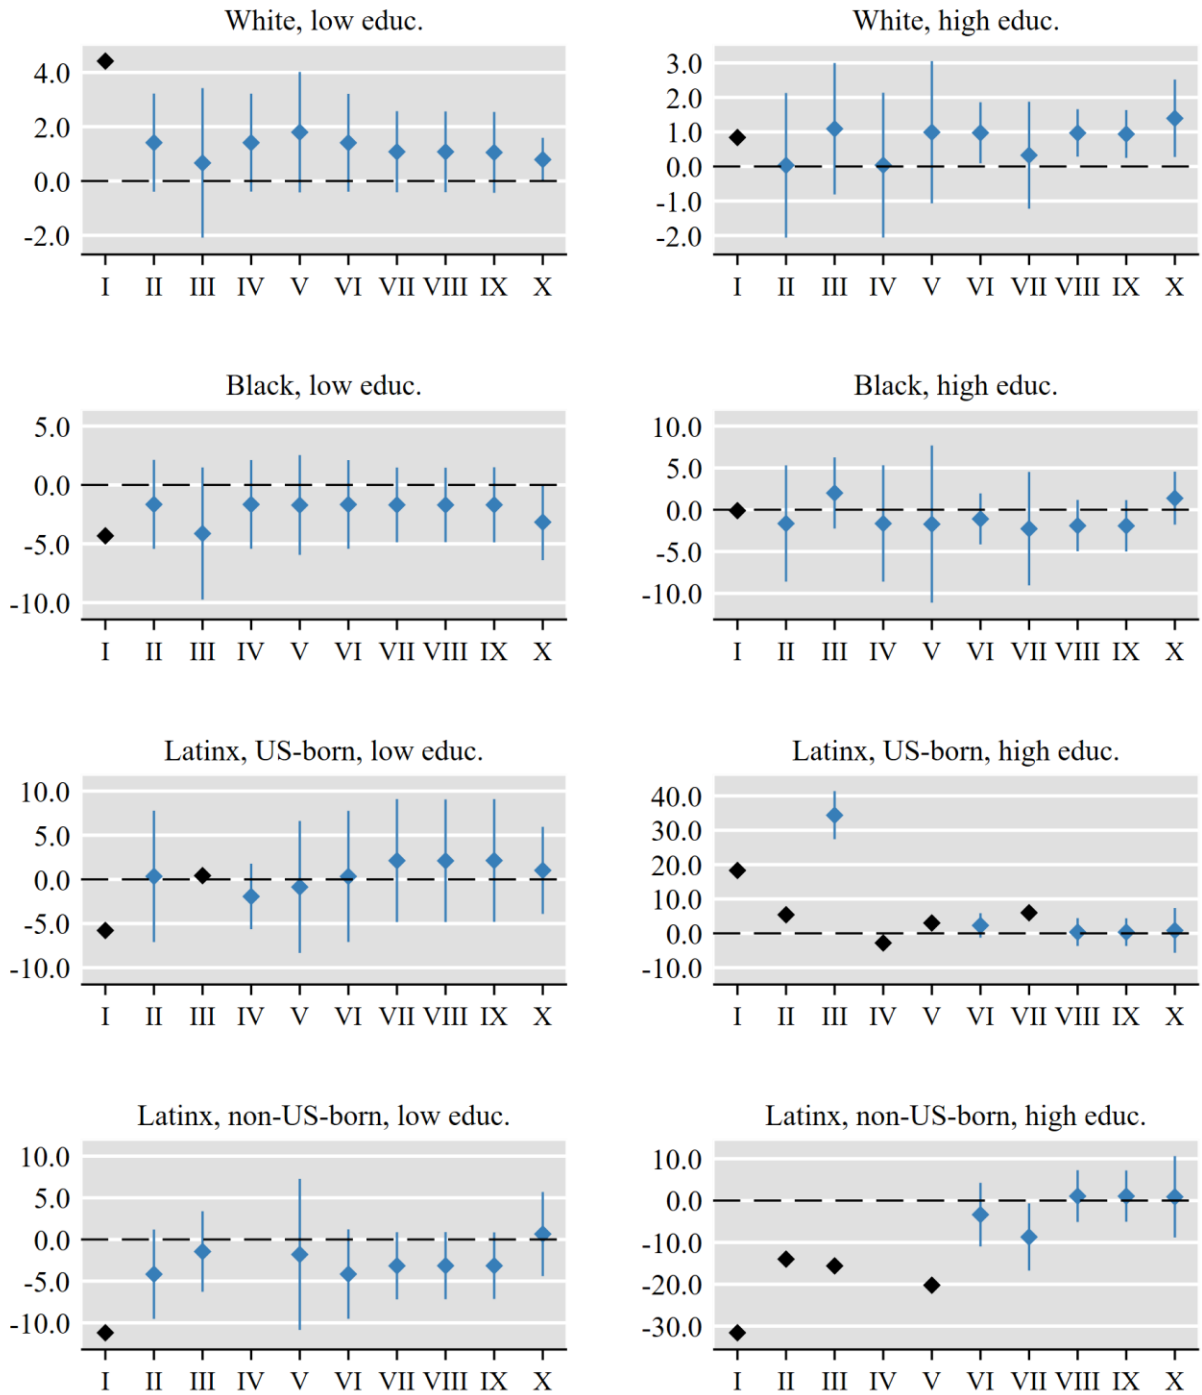 White, low educ.
4.0
2.0
0.0
-2.0
I II III IV V VI VII VIII IX X
White, high educ.
3.0
2.0
1.0
0.0
-1.0
-2.0
I II III IV V VI VII VIII IX X
Black, low educ.
5.0
0.0
-5.0
-10.0
I II III IV V VI VII VIII IX X
Black, high educ.
10.0
5.0
0.0
-5.0
-10.0
I II III IV V VI VII VIII IX X
Latinx, US-born, low educ.
10.0
5.0
0.0
-5.0
-10.0
I II III IV V VI VII VIII IX X
Latinx, US-born, high educ.
40.0
30.0
20.0
10.0
0.0
-10.0
I II III IV V VI VII VIII IX X
Latinx, non-US-born, low educ.
10.0
5.0
0.0
-5.0
-10.0
I II III IV V VI VII VIII IX X
Latinx, non-US-born, high educ.
10.0
0.0
-10.0
-20.0
-30.0
I II III IV V VI VII VIII IX X